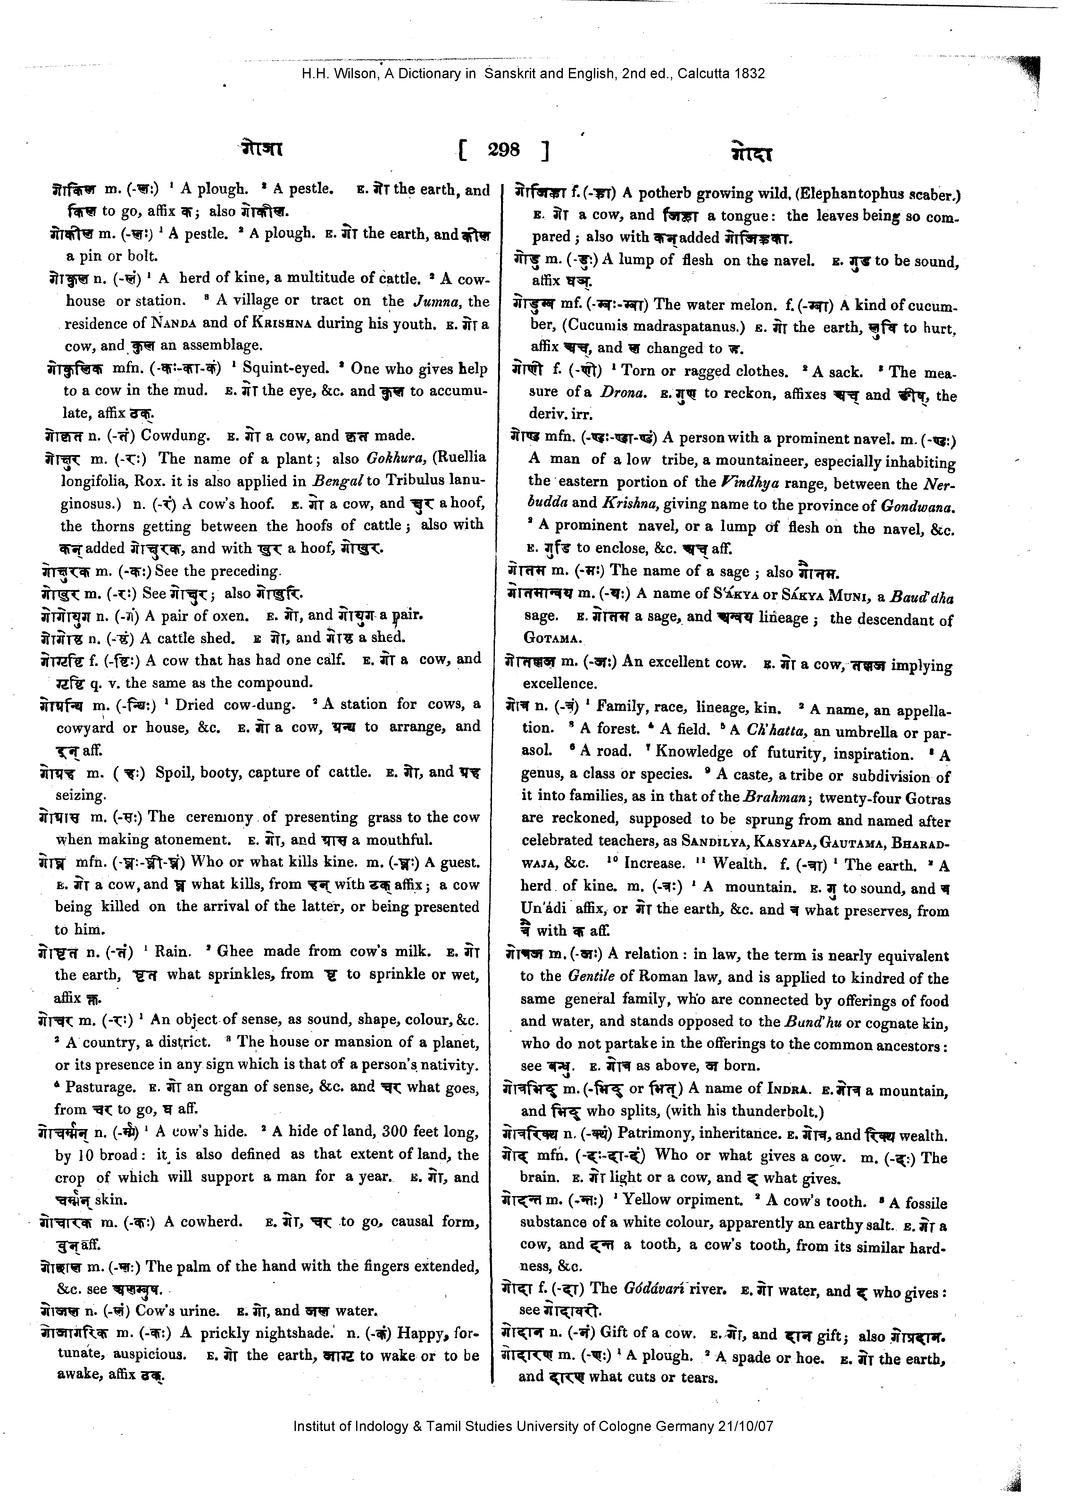 H.H. Wilson, A Dictionary in Sanskrit and English, 2nd ed., Calcutta 1832
गोजा [ 298 ] गोदा
गोकिल m. (-लः) ¹ A plough. ² A pestle. E. गो the earth, and
किल to go, affix क; also गोकील.
गोकील m. (-लः) ¹ A pestle. ² A plough. E. गो the earth, and कील
a pin or bolt.
गोकुल n. (-लं) ¹ A herd of kine, a multitude of cattle. ² A cow-
house or station. ³ A village or tract on the Jumna, the
residence of NANDA and of KRISHNA during his youth. E. गो a
cow, and कुल an assemblage.
गोकुलिक mfn. (-कः-का-कं) ¹ Squint-eyed. ² One who gives help
to a cow in the mud. E. गो the eye, &c. and कुल to accumu-
late, affix ठक्.
गोकृत n. (-तं) Cowdung. E. गो a cow, and कृत made.
गोक्षुर m. (-रः) The name of a plant; also Gokhura, (Ruellia
longifolia, Rox. it is also applied in Bengal to Tribulus lanu-
ginosus.) n. (-रं) A cow's hoof. E. गो a cow, and क्षुर a hoof,
the thorns getting between the hoofs of cattle; also with
कन् added गोक्षुरक, and with खुर a hoof, गोखुर.
गोक्षुरक m. (-कः) See the preceding.
गोखुर m. (-रः) See गोक्षुर; also गोखुरि.
गोगोयुग n. (-गं) A pair of oxen. E. गो, and गोयुग a pair.
गोगोष्ठ n. (-ष्ठं) A cattle shed. E गो, and गोष्ठ a shed.
गोगृष्टि f. (-ष्टिः) A cow that has had one calf. E. गो a cow, and
गृष्टि q. v. the same as the compound.
गोग्रन्थि m. (-न्थिः) ¹ Dried cow-dung. ² A station for cows, a
cowyard or house, &c. E. गो a cow, ग्रन्थ to arrange, and
इन् aff.
गोग्रह m. ( हः) Spoil, booty, capture of cattle. E. गो, and ग्रह
seizing.
गोग्रास m. (-सः) The ceremony of presenting grass to the cow
when making atonement. E. गो, and ग्रास a mouthful.
गोघ्न mfn. (-घ्नः-घ्नी-घ्नं) Who or what kills kine. m. (-घ्नः) A guest.
E. गो a cow, and घ्न what kills, from हन् with टक् affix; a cow
being killed on the arrival of the latter, or being presented
to him.
गोघृत n. (-तं) ¹ Rain. ² Ghee made from cow's milk. E. गो
the earth, घृत what sprinkles, from घृ to sprinkle or wet,
affix क्त.
गोचर m. (-रः) ¹ An object of sense, as sound, shape, colour, &c.
² A country, a district. ³ The house or mansion of a planet,
or its presence in any sign which is that of a person's nativity.
⁴ Pasturage. E. गो an organ of sense, &c. and चर what goes,
from चर to go, घ aff.
गोचर्म्मन् n. (-र्म्म) ¹ A cow's hide. ² A hide of land, 300 feet long,
by 10 broad: it is also defined as that extent of land, the
crop of which will support a man for a year. E. गो, and
चर्म्मन् skin.
गोचारक m. (-कः) A cowherd. E. गो, चर to go, causal form,
वुन् aff.
गोछाल m. (-लः) The palm of the hand with the fingers extended,
&c. see अलम्बुष.
गोजल n. (-लं) Cow's urine. E. गो, and जल water.
गोजागरिक m. (-कः) A prickly nightshade. n. (-कं) Happy, for-
tunate, auspicious. E. गो the earth, जागृ to wake or to be
awake, affix ठक्.
गोजिह्वा f. (-ह्वा) A potherb growing wild, (Elephantophus scaber.)
E. गो a cow, and जिह्वा a tongue: the leaves being so com-
pared; also with कन् added गोजिह्विका.
गोडु m. (-डुः) A lump of flesh on the navel. E. गुड to be sound,
affix घञ्.
गोडुम्ब mf. (-म्बः-म्बा) The water melon. f. (-म्बा) A kind of cucum-
ber, (Cucumis madraspatanus.) E. गो the earth, लुवि to hurt,
affix अच्, and ल changed to ड.
गोणी f. (-णी) ¹ Torn or ragged clothes. ² A sack. ³ The mea-
sure of a Drona. E. गुण to reckon, affixes अच् and ङीष्, the
deriv. irr.
गोण्ड mfn. (-ण्डः-ण्डा-ण्डं) A person with a prominent navel. m. (-ण्डः)
A man of a low tribe, a mountaineer, especially inhabiting
the eastern portion of the Vindhya range, between the Ner-
budda and Krishna, giving name to the province of Gondwana.
² A prominent navel, or a lump of flesh on the navel, &c.
E. गुडि to enclose, &c. अच् aff.
गोतम m. (-मः) The name of a sage; also गौतम.
गोतमान्वय m. (-यः) A name of S'ÁKYA or SÁKYA MUNI, a Baud'dha
sage. E. गोतम a sage, and अन्वय lineage; the descendant of
GOTAMA.
गोतल्लज m. (-जः) An excellent cow. E. गो a cow, तल्लज implying
excellence.
गोत्र n. (-त्रं) ¹ Family, race, lineage, kin. ² A name, an appella-
tion. ³ A forest. ⁴ A field. ⁵ A Ch'hatta, an umbrella or par-
asol. ⁶ A road. ⁷ Knowledge of futurity, inspiration. ⁸ A
genus, a class or species. ⁹ A caste, a tribe or subdivision of
it into families, as in that of the Brahman; twenty-four Gotras
are reckoned, supposed to be sprung from and named after
celebrated teachers, as SANDILYA, KASYAPA, GAUTAMA, BHARAD-
WAJA, &c. ¹⁰ Increase. ¹¹ Wealth. f. (-त्रा) ¹ The earth. ² A
herd of kine. m. (-त्रः) ¹ A mountain. E. गु to sound, and त्र
Un'ádi affix, or गो the earth, &c. and त्र what preserves, from
त्रै with क aff.
गोत्रज m. (-जः) A relation: in law, the term is nearly equivalent
to the Gentile of Roman law, and is applied to kindred of the
same general family, who are connected by offerings of food
and water, and stands opposed to the Bund'hu or cognate kin,
who do not partake in the offerings to the common ancestors:
see बन्धु. E. गोत्र as above, ज born.
गोत्रभिद् m. (-भिद् or भित्) A name of INDRA. E. गोत्र a mountain,
and भिद् who splits, (with his thunderbolt.)
गोत्ररिक्थ n. (-क्थं) Patrimony, inheritance. E. गोत्र, and रिक्थ wealth.
गोद mfn. (-दः-दा-दं) Who or what gives a cow. m. (-दः) The
brain. E. गो light or a cow, and द what gives.
गोदन्त m. (-न्तः) ¹ Yellow orpiment. ² A cow's tooth. ³ A fossile
substance of a white colour, apparently an earthy salt. E. गो a
cow, and दन्त a tooth, a cow's tooth, from its similar hard-
ness, &c.
गोदा f. (-दा) The Gódávarí river. E. गो water, and द who gives:
see गोदावरी.
गोदान n. (-नं) Gift of a cow. E. गो, and दान gift; also गोप्रदान.
गोदारण m. (-णः) ¹ A plough. ² A spade or hoe. E. गो the earth,
and दारण what cuts or tears.
Institut of Indology & Tamil Studies University of Cologne Germany 21/10/07